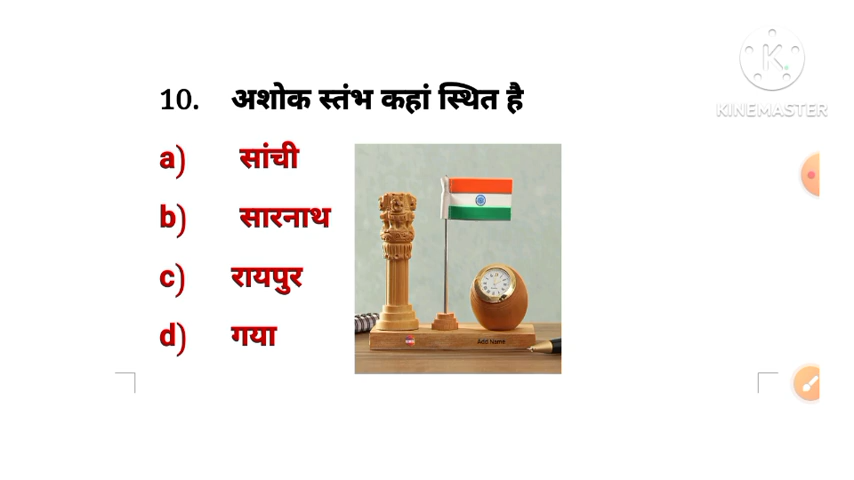 KINEMASTER
10. अशोक स्तंभ कहां स्थित है
a) सांची
b) सारनाथ
c) रायपुर
d) गया
Add Name